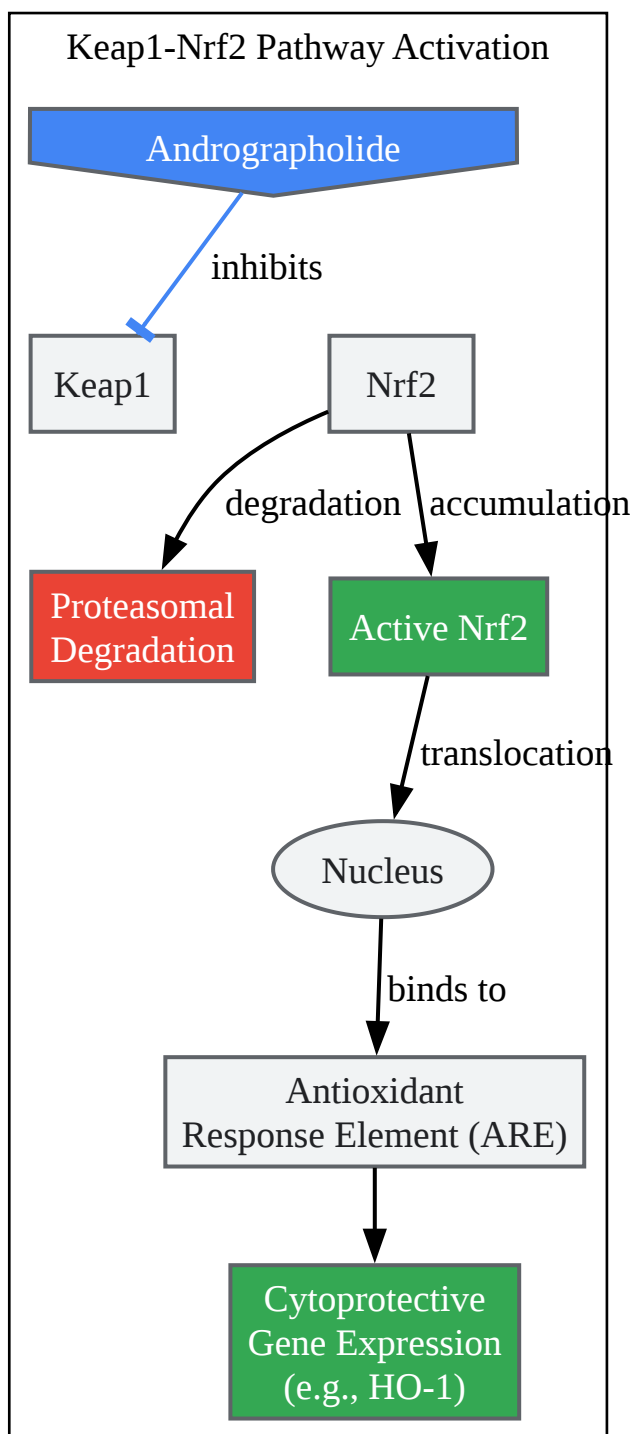 Keap1-Nrf2 Pathway Activation
Andrographolide
inhibits
Keap1
Nrf2
degradation
accumulation
Proteasomal
Degradation
Active Nrf2
translocation
Nucleus
binds to
Antioxidant
Response Element (ARE)
Cytoprotective
Gene Expression
(e.g., HO-1)